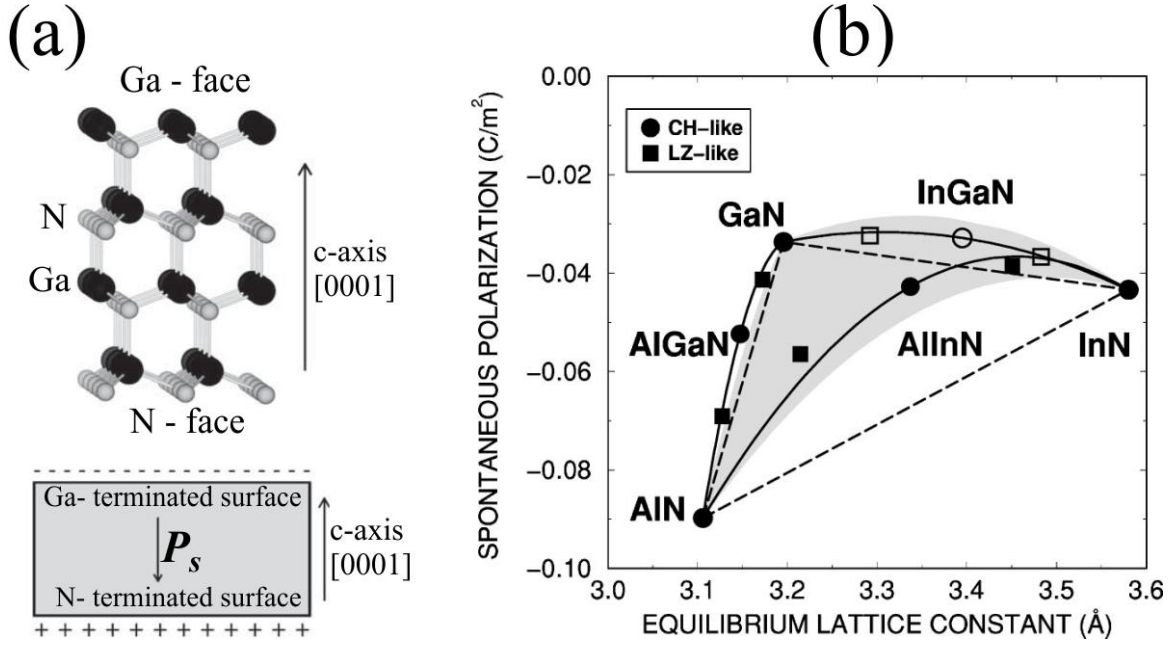 (a)
Ga - face
N
Ga
c-axis
[0001]
N - face
- - - - - - - - - - - - - - - - - -
Ga- terminated surface
P_s
N- terminated surface
+ + + + + + + + + + + + +
c-axis
[0001]
(b)
0.00
−0.02
−0.04
−0.06
−0.08
−0.10
SPONTANEOUS POLARIZATION (C/m²)
CH−like
LZ−like
InGaN
GaN
AlGaN
AlInN
InN
AlN
3.0
3.1
3.2
3.3
3.4
3.5
3.6
EQUILIBRIUM LATTICE CONSTANT (Å)